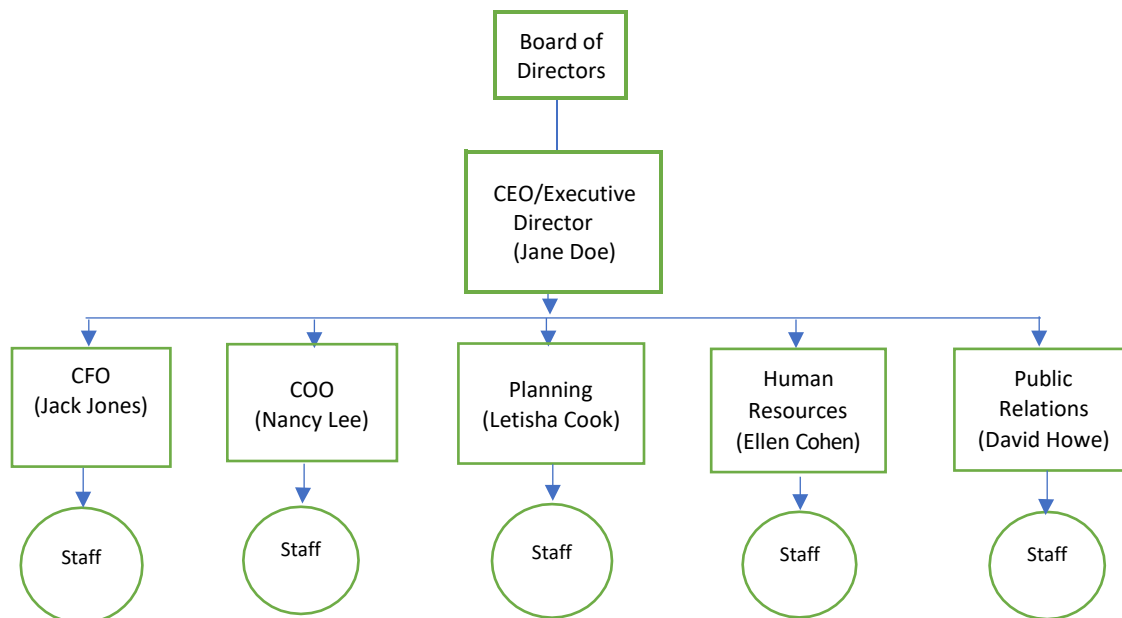 Board of
Directors
CEO/Executive
Director
(Jane Doe)
CFO
(Jack Jones)
COO
(Nancy Lee)
Planning
(Letisha Cook)
Human
Resources
(Ellen Cohen)
Public
Relations
(David Howe)
Staff
Staff
Staff
Staff
Staff